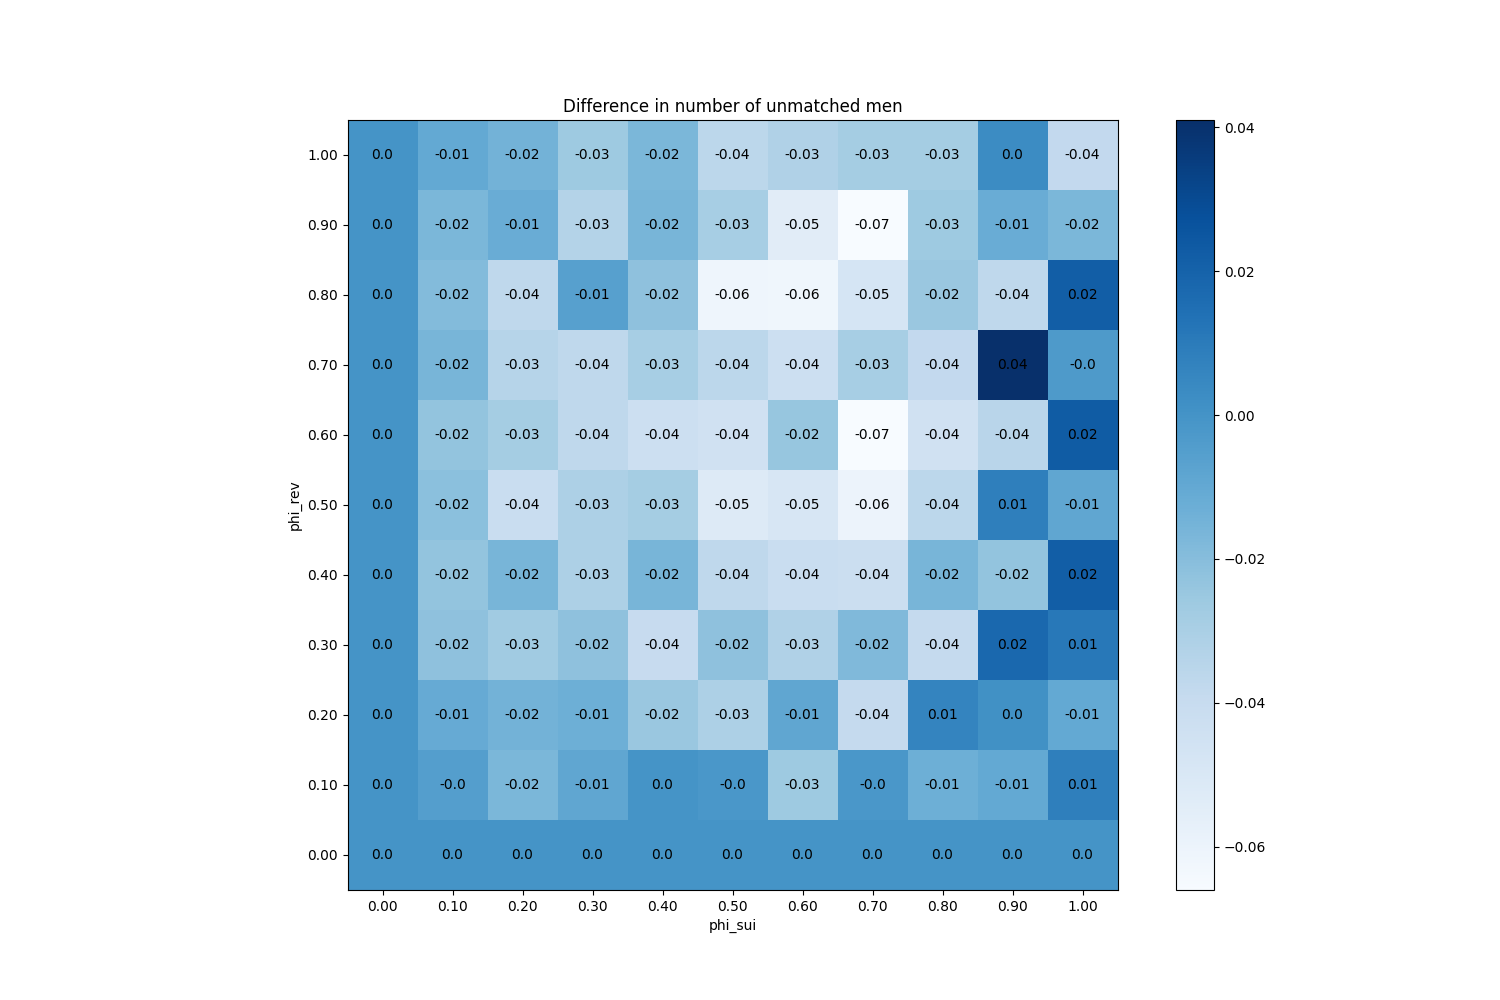 Difference in number of unmatched men
1.00 0.0 -0.01 -0.02 -0.03 -0.02 -0.04 -0.03 -0.03 -0.03 0.0 -0.04
0.90 0.0 -0.02 -0.01 -0.03 -0.02 -0.03 -0.05 -0.07 -0.03 -0.01 -0.02
0.80 0.0 -0.02 -0.04 -0.01 -0.02 -0.06 -0.06 -0.05 -0.02 -0.04 0.02
0.70 0.0 -0.02 -0.03 -0.04 -0.03 -0.04 -0.04 -0.03 -0.04 0.04 -0.0
0.60 0.0 -0.02 -0.03 -0.04 -0.04 -0.04 -0.02 -0.07 -0.04 -0.04 0.02
0.50 0.0 -0.02 -0.04 -0.03 -0.03 -0.05 -0.05 -0.06 -0.04 0.01 -0.01
0.40 0.0 -0.02 -0.02 -0.03 -0.02 -0.04 -0.04 -0.04 -0.02 -0.02 0.02
0.30 0.0 -0.02 -0.03 -0.02 -0.04 -0.02 -0.03 -0.02 -0.04 0.02 0.01
0.20 0.0 -0.01 -0.02 -0.01 -0.02 -0.03 -0.01 -0.04 0.01 0.0 -0.01
0.10 0.0 -0.0 -0.02 -0.01 0.0 -0.0 -0.03 -0.0 -0.01 -0.01 0.01
0.00 0.0 0.0 0.0 0.0 0.0 0.0 0.0 0.0 0.0 0.0 0.0
0.00 0.10 0.20 0.30 0.40 0.50 0.60 0.70 0.80 0.90 1.00
phi_sui
phi_rev
0.04
0.02
0.00
−0.02
−0.04
−0.06